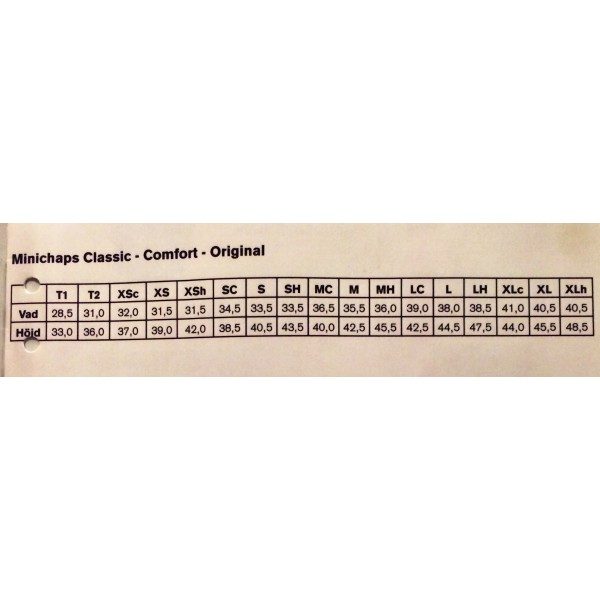 Minichaps Classic - Comfort - Original
T1 T2 XSc XS XSh SC S SH MC M MH LC L LH XLc XL XLh
Vad 28,5 31,0 32,0 31,5 31,5 34,5 33,5 33,5 36,5 35,5 36,0 39,0 38,0 38,5 41,0 40,5 40,5
Höjd 33,0 36,0 37,0 39,0 42,0 38,5 40,5 43,5 40,0 42,5 45,5 42,5 44,5 47,5 44,0 45,5 48,5